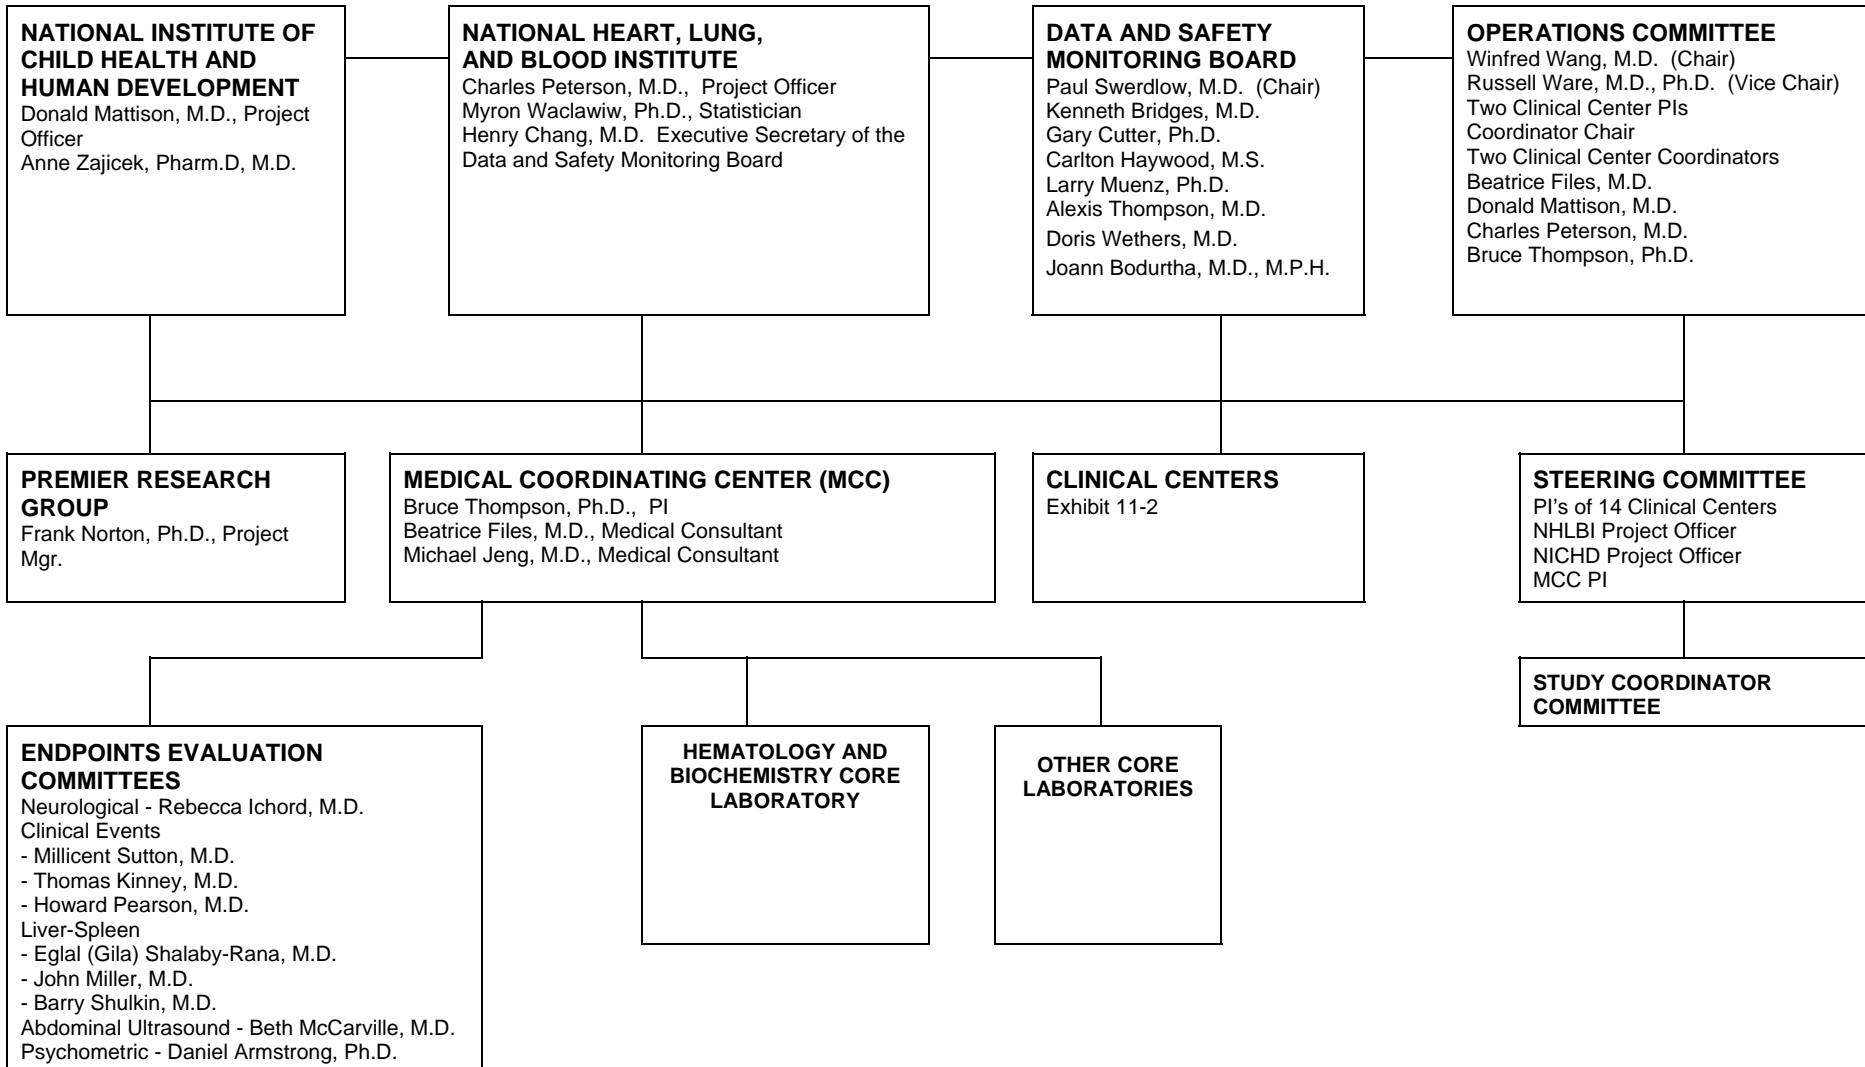 NATIONAL INSTITUTE OF
CHILD HEALTH AND
HUMAN DEVELOPMENT
Donald Mattison, M.D., Project
Officer
Anne Zajicek, Pharm.D, M.D.
NATIONAL HEART, LUNG,
AND BLOOD INSTITUTE
Charles Peterson, M.D., Project Officer
Myron Waclawiw, Ph.D., Statistician
Henry Chang, M.D. Executive Secretary of the
Data and Safety Monitoring Board
DATA AND SAFETY
MONITORING BOARD
Paul Swerdlow, M.D. (Chair)
Kenneth Bridges, M.D.
Gary Cutter, Ph.D.
Carlton Haywood, M.S.
Larry Muenz, Ph.D.
Alexis Thompson, M.D.
Doris Wethers, M.D.
Joann Bodurtha, M.D., M.P.H.
OPERATIONS COMMITTEE
Winfred Wang, M.D. (Chair)
Russell Ware, M.D., Ph.D. (Vice Chair)
Two Clinical Center PIs
Coordinator Chair
Two Clinical Center Coordinators
Beatrice Files, M.D.
Donald Mattison, M.D.
Charles Peterson, M.D.
Bruce Thompson, Ph.D.
PREMIER RESEARCH
GROUP
Frank Norton, Ph.D., Project
Mgr.
MEDICAL COORDINATING CENTER (MCC)
Bruce Thompson, Ph.D., PI
Beatrice Files, M.D., Medical Consultant
Michael Jeng, M.D., Medical Consultant
CLINICAL CENTERS
Exhibit 11-2
STEERING COMMITTEE
PI's of 14 Clinical Centers
NHLBI Project Officer
NICHD Project Officer
MCC PI
STUDY COORDINATOR
COMMITTEE
ENDPOINTS EVALUATION
COMMITTEES
Neurological - Rebecca Ichord, M.D.
Clinical Events
- Millicent Sutton, M.D.
- Thomas Kinney, M.D.
- Howard Pearson, M.D.
Liver-Spleen
- Eglal (Gila) Shalaby-Rana, M.D.
- John Miller, M.D.
- Barry Shulkin, M.D.
Abdominal Ultrasound - Beth McCarville, M.D.
Psychometric - Daniel Armstrong, Ph.D.
HEMATOLOGY AND
BIOCHEMISTRY CORE
LABORATORY
OTHER CORE
LABORATORIES